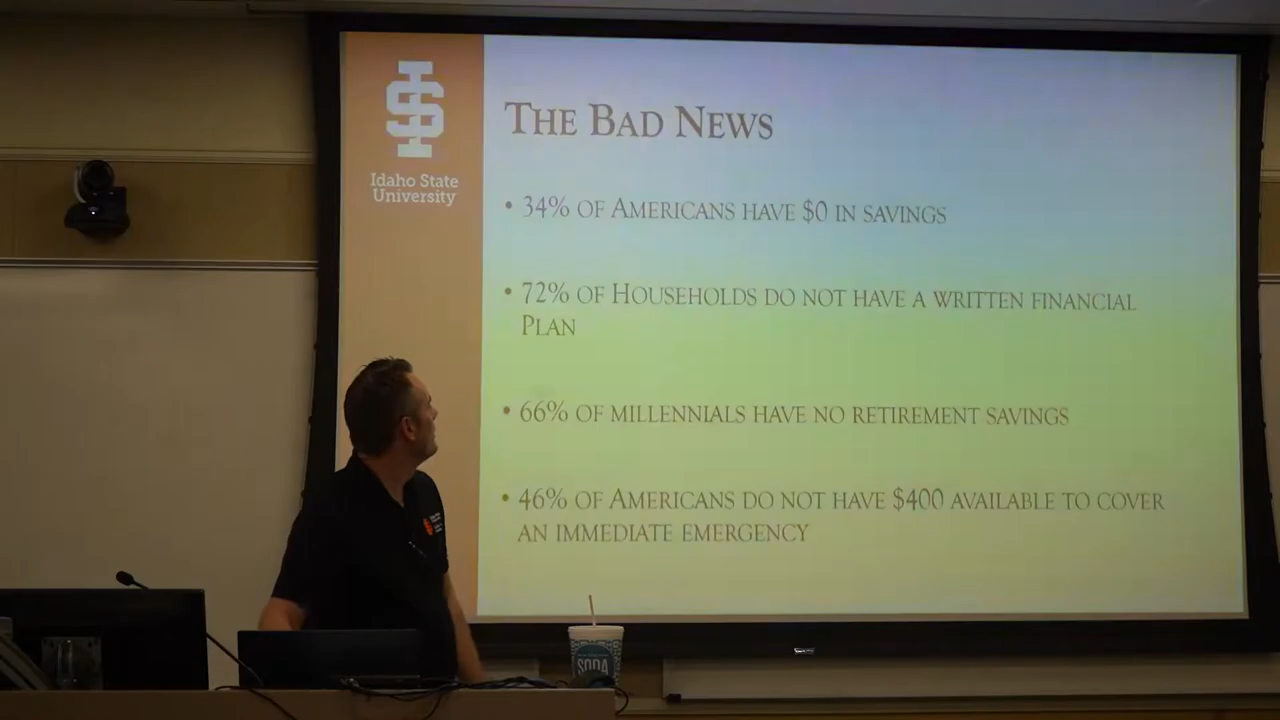 Idaho State
University
THE BAD NEWS
• 34% OF AMERICANS HAVE $0 IN SAVINGS
• 72% OF HOUSEHOLDS DO NOT HAVE A WRITTEN FINANCIAL
PLAN
• 66% OF MILLENNIALS HAVE NO RETIREMENT SAVINGS
• 46% OF AMERICANS DO NOT HAVE $400 AVAILABLE TO COVER
AN IMMEDIATE EMERGENCY
SODA